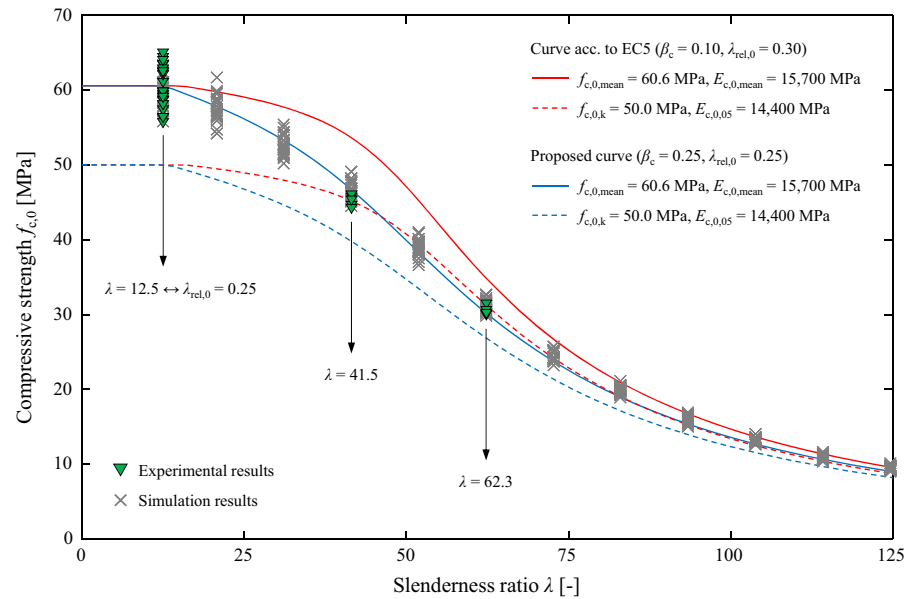 Curve acc. to EC5 (βc = 0.10, λrel,0 = 0.30)
fc,0,mean = 60.6 MPa, Ec,0,mean = 15,700 MPa
fc,0,k = 50.0 MPa, Ec,0,05 = 14,400 MPa
Proposed curve (βc = 0.25, λrel,0 = 0.25)
fc,0,mean = 60.6 MPa, Ec,0,mean = 15,700 MPa
fc,0,k = 50.0 MPa, Ec,0,05 = 14,400 MPa
Compressive strength fc,0 [MPa]
70
60
50
40
30
20
10
0
λ = 12.5 ↔ λrel,0 = 0.25
λ = 41.5
λ = 62.3
Experimental results
Simulation results
0
25
50
75
100
125
Slenderness ratio λ [-]